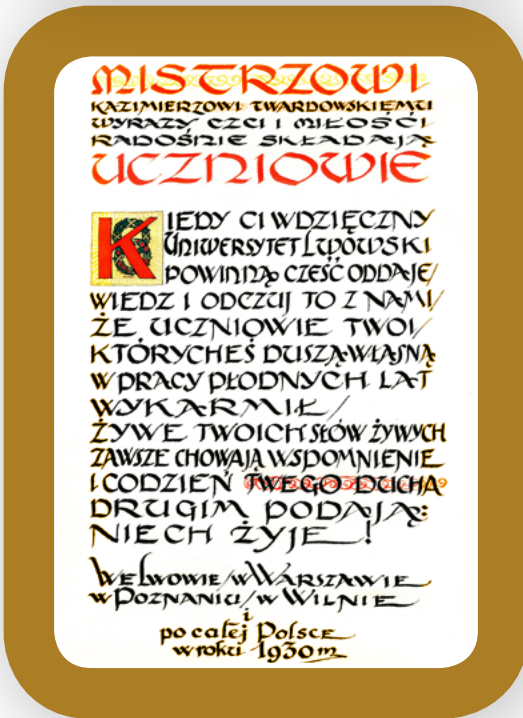 MISTRZOWI
KAZIMIERZOWI TWARDOWSKIEMU
WYRAZY CZCI I MIŁOŚCI
RADOŚNIE SKŁADAJĄ
UCZNIOWIE
KIEDY CI WDZIĘCZNY
UNIWERSYTET LWOWSKI
POWINNĄ CZEŚĆ ODDAJE/
WIEDZ I ODCZUJ TO Z NAMI/
ŻE UCZNIOWIE TWOI/
KTÓRYCHEŚ DUSZĄ WŁASNĄ
W PRACY PŁODNYCH LAT
WYKARMIŁ/
ŻYWE TWOICH SŁÓW ŻYWYCH
ZAWSZE CHOWAJĄ WSPOMNIENIE
I CODZIEŃ TWEGO DUCHA
DRUGIM PODAJĄ:
NIECH ŻYJE!
WE LWOWIE/W WARSZAWIE
W POZNANIU/W WILNIE
i
po całej Polsce
w roku 1930m